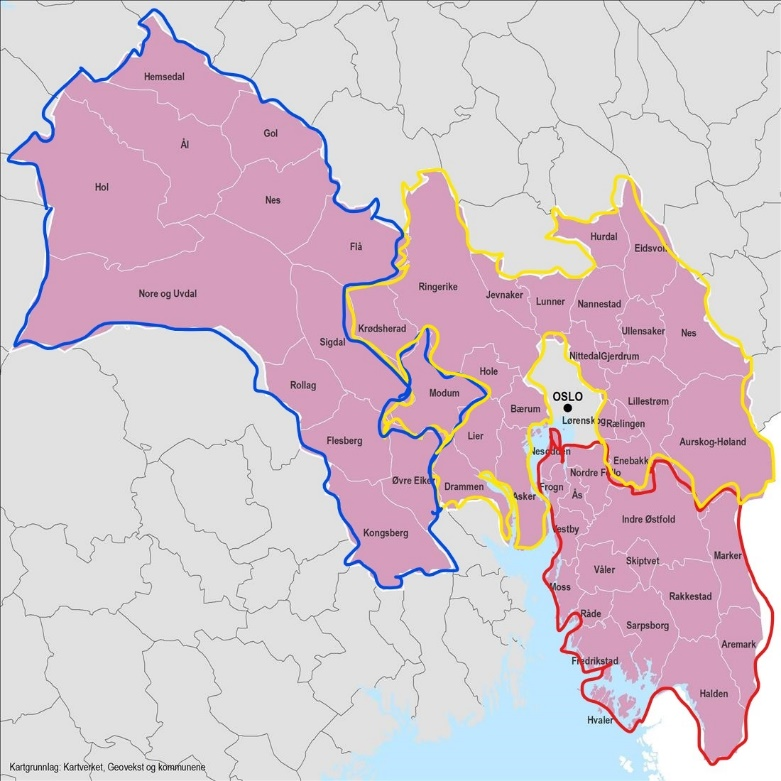 Hemsedal
Ål
Gol
Hol
Nes
Flå
Hurdal
Eidsvoll
Nore og Uvdal
Ringerike
Jevnaker
Lunner
Nannestad
Krødsherad
Sigdal
Ullensaker
Nes
Nittedal
Gjerdrum
Hole
Rollag
Modum
Bærum
OSLO
Lillestrøm
Lørenskog
Rælingen
Flesberg
Lier
Aurskog-Høland
Nesodden
Enebakk
Nordre Follo
Øvre Eiker
Drammen
Asker
Frogn
Ås
Kongsberg
Vestby
Indre Østfold
Marker
Skiptvet
Våler
Moss
Rakkestad
Råde
Sarpsborg
Aremark
Fredrikstad
Halden
Hvaler
Kartgrunnlag: Kartverket, Geovekst og kommunene